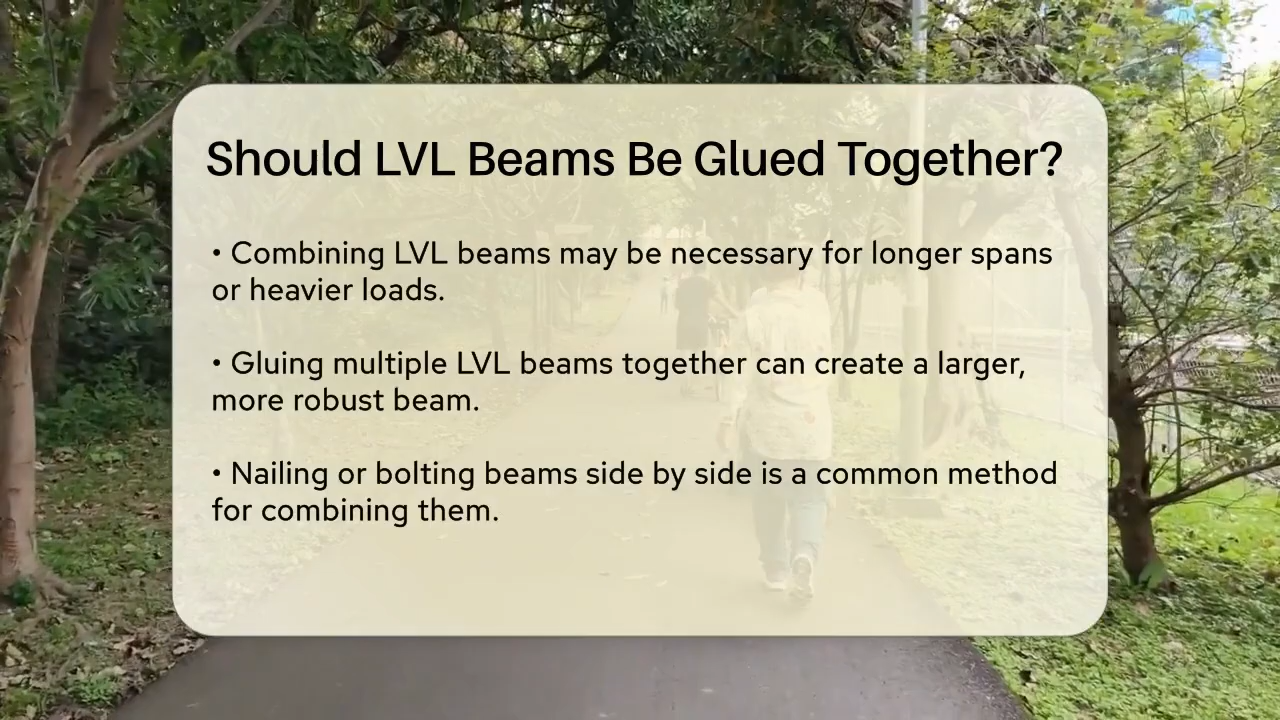 Should LVL Beams Be Glued Together?
• Combining LVL beams may be necessary for longer spans
or heavier loads.
• Gluing multiple LVL beams together can create a larger,
more robust beam.
• Nailing or bolting beams side by side is a common method
for combining them.